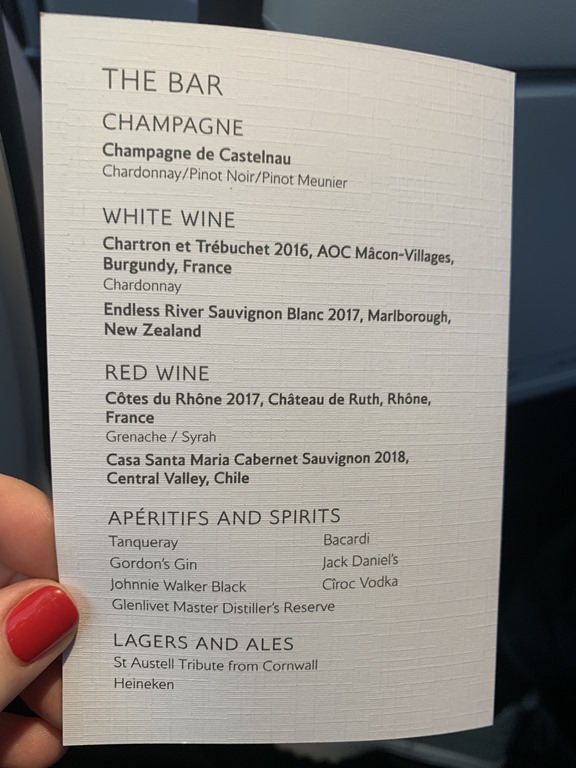 THE BAR
CHAMPAGNE
Champagne de Castelnau
Chardonnay/Pinot Noir/Pinot Meunier
WHITE WINE
Chartron et Trébuchet 2016, AOC Mâcon-Villages,
Burgundy, France
Chardonnay
Endless River Sauvignon Blanc 2017, Marlborough,
New Zealand
RED WINE
Côtes du Rhône 2017, Château de Ruth, Rhône,
France
Grenache / Syrah
Casa Santa Maria Cabernet Sauvignon 2018,
Central Valley, Chile
APÉRITIFS AND SPIRITS
Tanqueray Bacardi
Gordon's Gin Jack Daniel's
Johnnie Walker Black Cîroc Vodka
Glenlivet Master Distiller's Reserve
LAGERS AND ALES
St Austell Tribute from Cornwall
Heineken